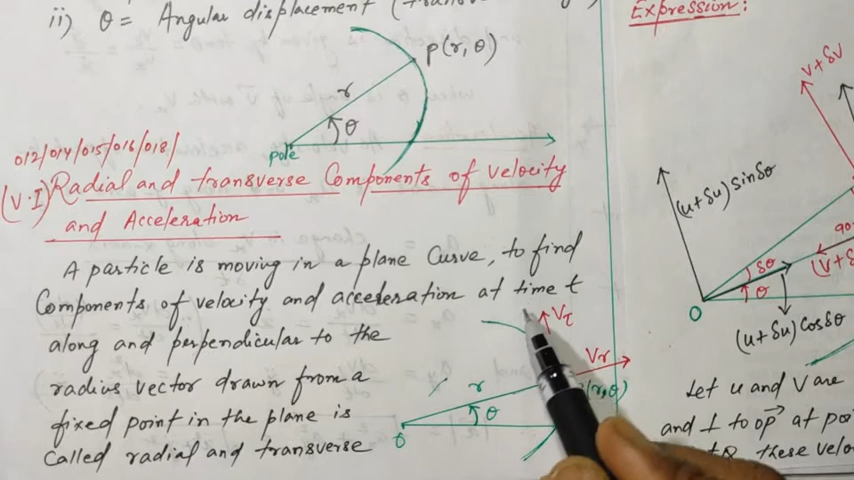 ii) θ = Angular displacement
P(r,θ)
r
θ
pole
012/014/015/016/018/
(V.I) Radial and transverse Components of velocity
and Acceleration
A particle is moving in a plane curve, to find
Components of velocity and acceleration at time t
along and perpendicular to the
radius vector drawn from a
fixed point in the plane is
called radial and transverse
Vτ
Vr
r
(r,θ)
θ
O
Expression:
V+δV
(u+δu)sinδθ
90
δθ
θ
(V+δ
O
(u+δu)cosδθ
Let u and V are
and ⊥ to OP at poi
these velo